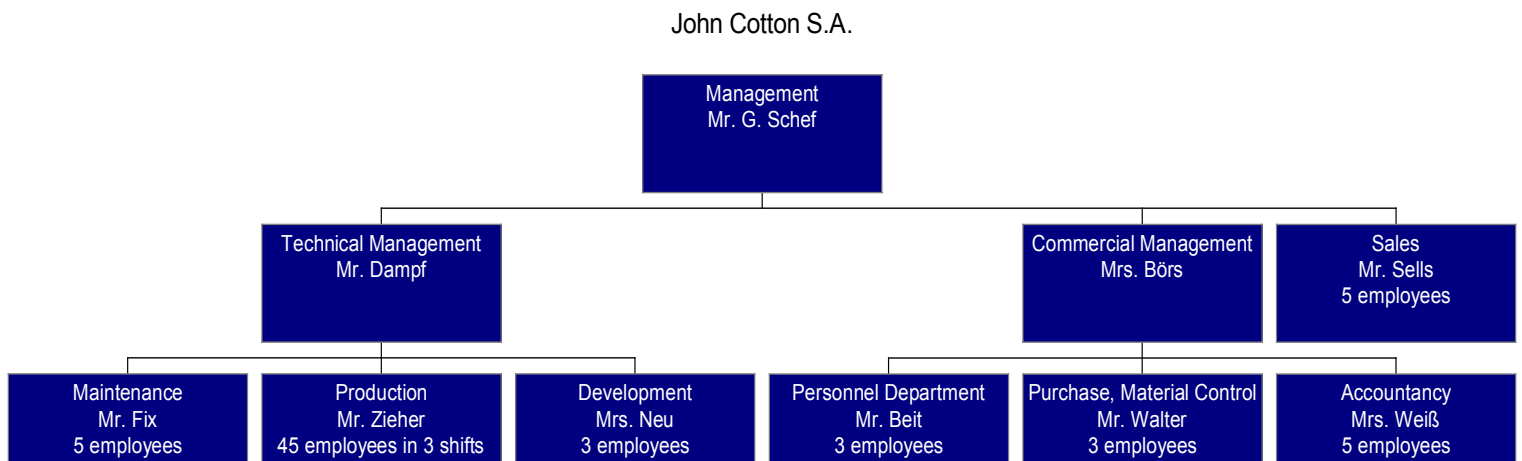 John Cotton S.A.
Management
Mr. G. Schef
Technical Management
Mr. Dampf
Commercial Management
Mrs. Börs
Sales
Mr. Sells
5 employees
Maintenance
Mr. Fix
5 employees
Production
Mr. Zieher
45 employees in 3 shifts
Development
Mrs. Neu
3 employees
Personnel Department
Mr. Beit
3 employees
Purchase, Material Control
Mr. Walter
3 employees
Accountancy
Mrs. Weiß
5 employees